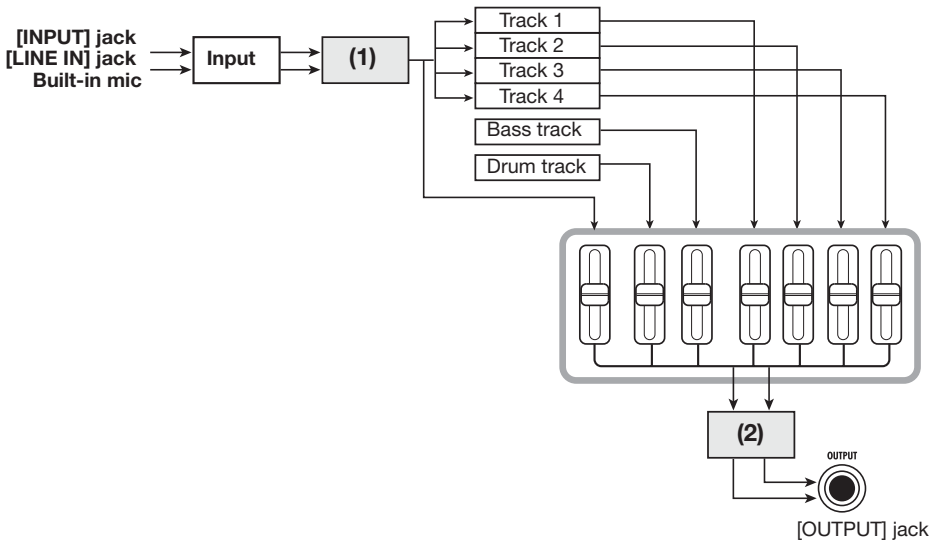 [INPUT] jack
[LINE IN] jack
Built-in mic
Input
(1)
Track 1
Track 2
Track 3
Track 4
Bass track
Drum track
(2)
OUTPUT
[OUTPUT] jack